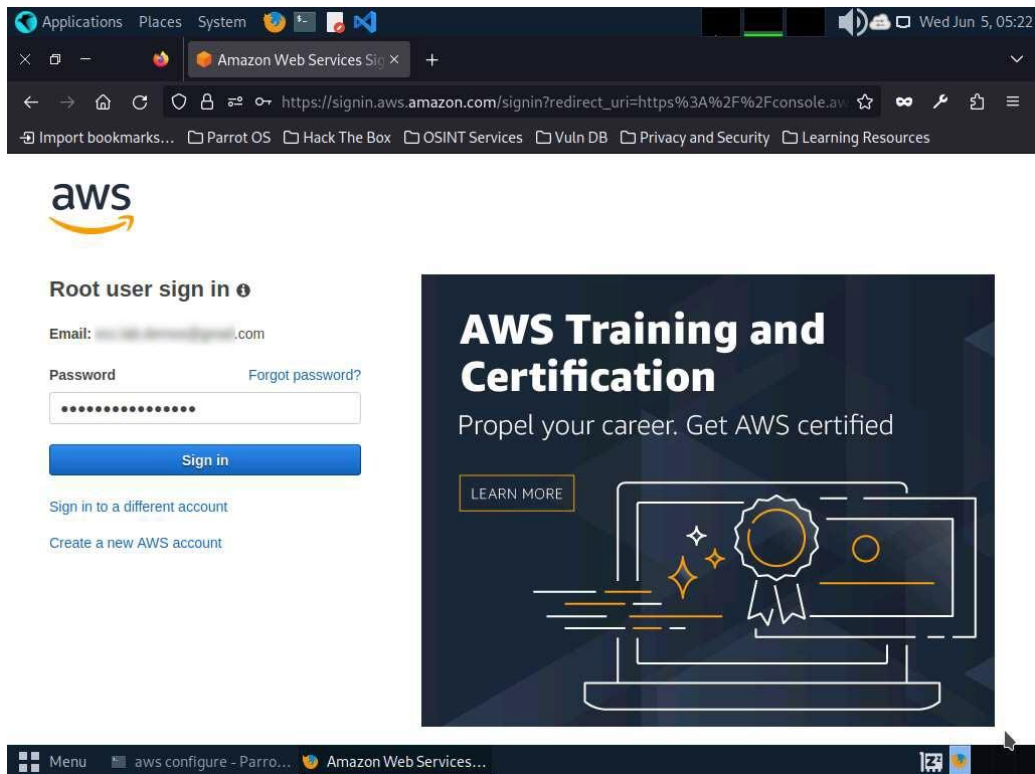 Applications Places System Wed Jun 5, 05:22
Amazon Web Services Sig
https://signin.aws.amazon.com/signin?redirect_uri=https%3A%2F%2Fconsole.aw
Import bookmarks... Parrot OS Hack The Box OSINT Services Vuln DB Privacy and Security Learning Resources
aws
Root user sign in
Email: .com
Password Forgot password?
Sign in
Sign in to a different account
Create a new AWS account
AWS Training and
Certification
Propel your career. Get AWS certified
LEARN MORE
Menu aws configure - Parro... Amazon Web Services...